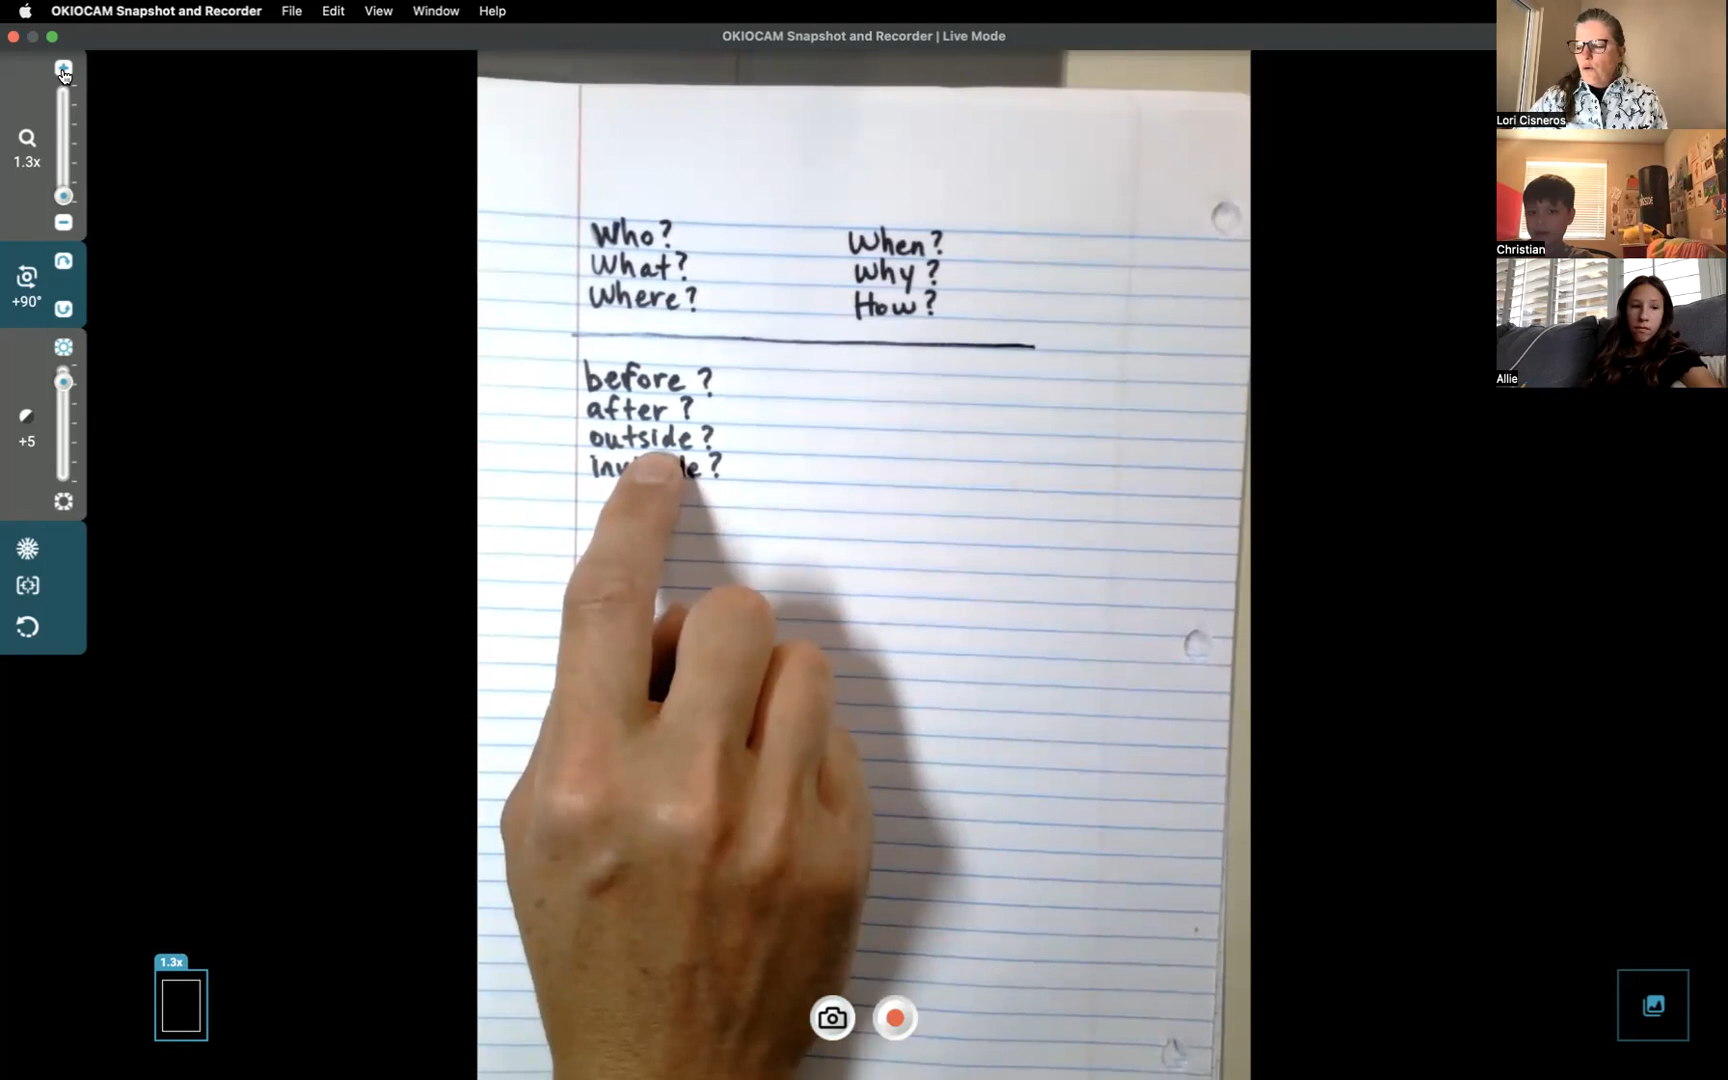 OKIOCAM Snapshot and Recorder File Edit View Window Help
OKIOCAM Snapshot and Recorder | Live Mode
1.3x
+90°
+5
Who?
What?
Where?
When?
Why?
How?
before?
after?
outside?
1.3x
Lori Cisneros
Christian
Allie